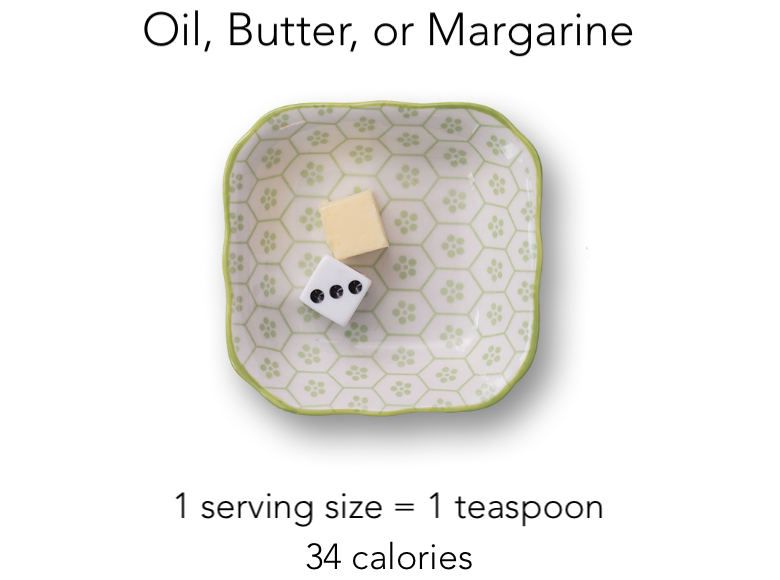 Oil, Butter, or Margarine
1 serving size = 1 teaspoon
34 calories